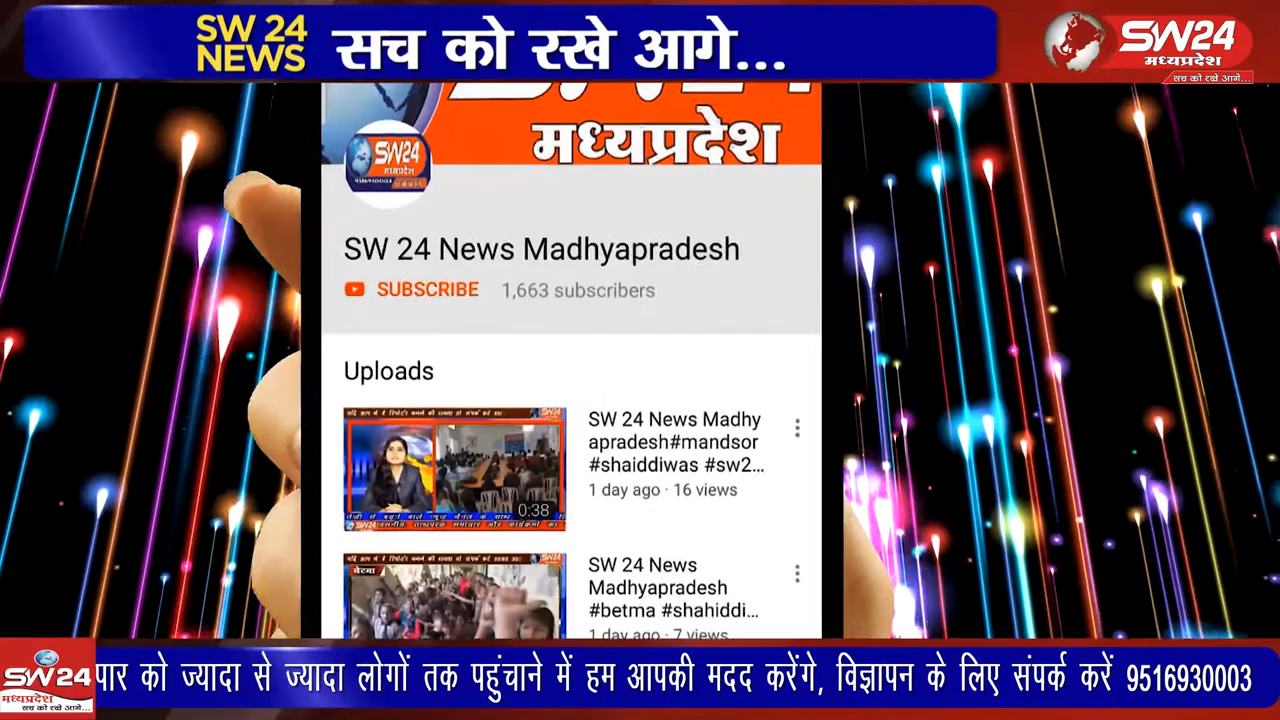 SW 24
NEWS
सच को रखे आगे...
SW24
मध्यप्रदेश
सच को रखे आगे...
मध्यप्रदेश
SW24
मध्यप्रदेश
SW 24 News Madhyapradesh
SUBSCRIBE 1,663 subscribers
Uploads
SW 24 News Madhy
apradesh#mandsor
#shaiddiwas #sw2...
1 day ago · 16 views
0:38
SW24
SW 24 News
Madhyapradesh
#betma #shahiddi...
1 day ago · 7 views
बेटमा
SW24
मध्यप्रदेश
सच को रखे आगे...
पार को ज्यादा से ज्यादा लोगों तक पहुंचाने में हम आपकी मदद करेंगे, विज्ञापन के लिए संपर्क करें 9516930003